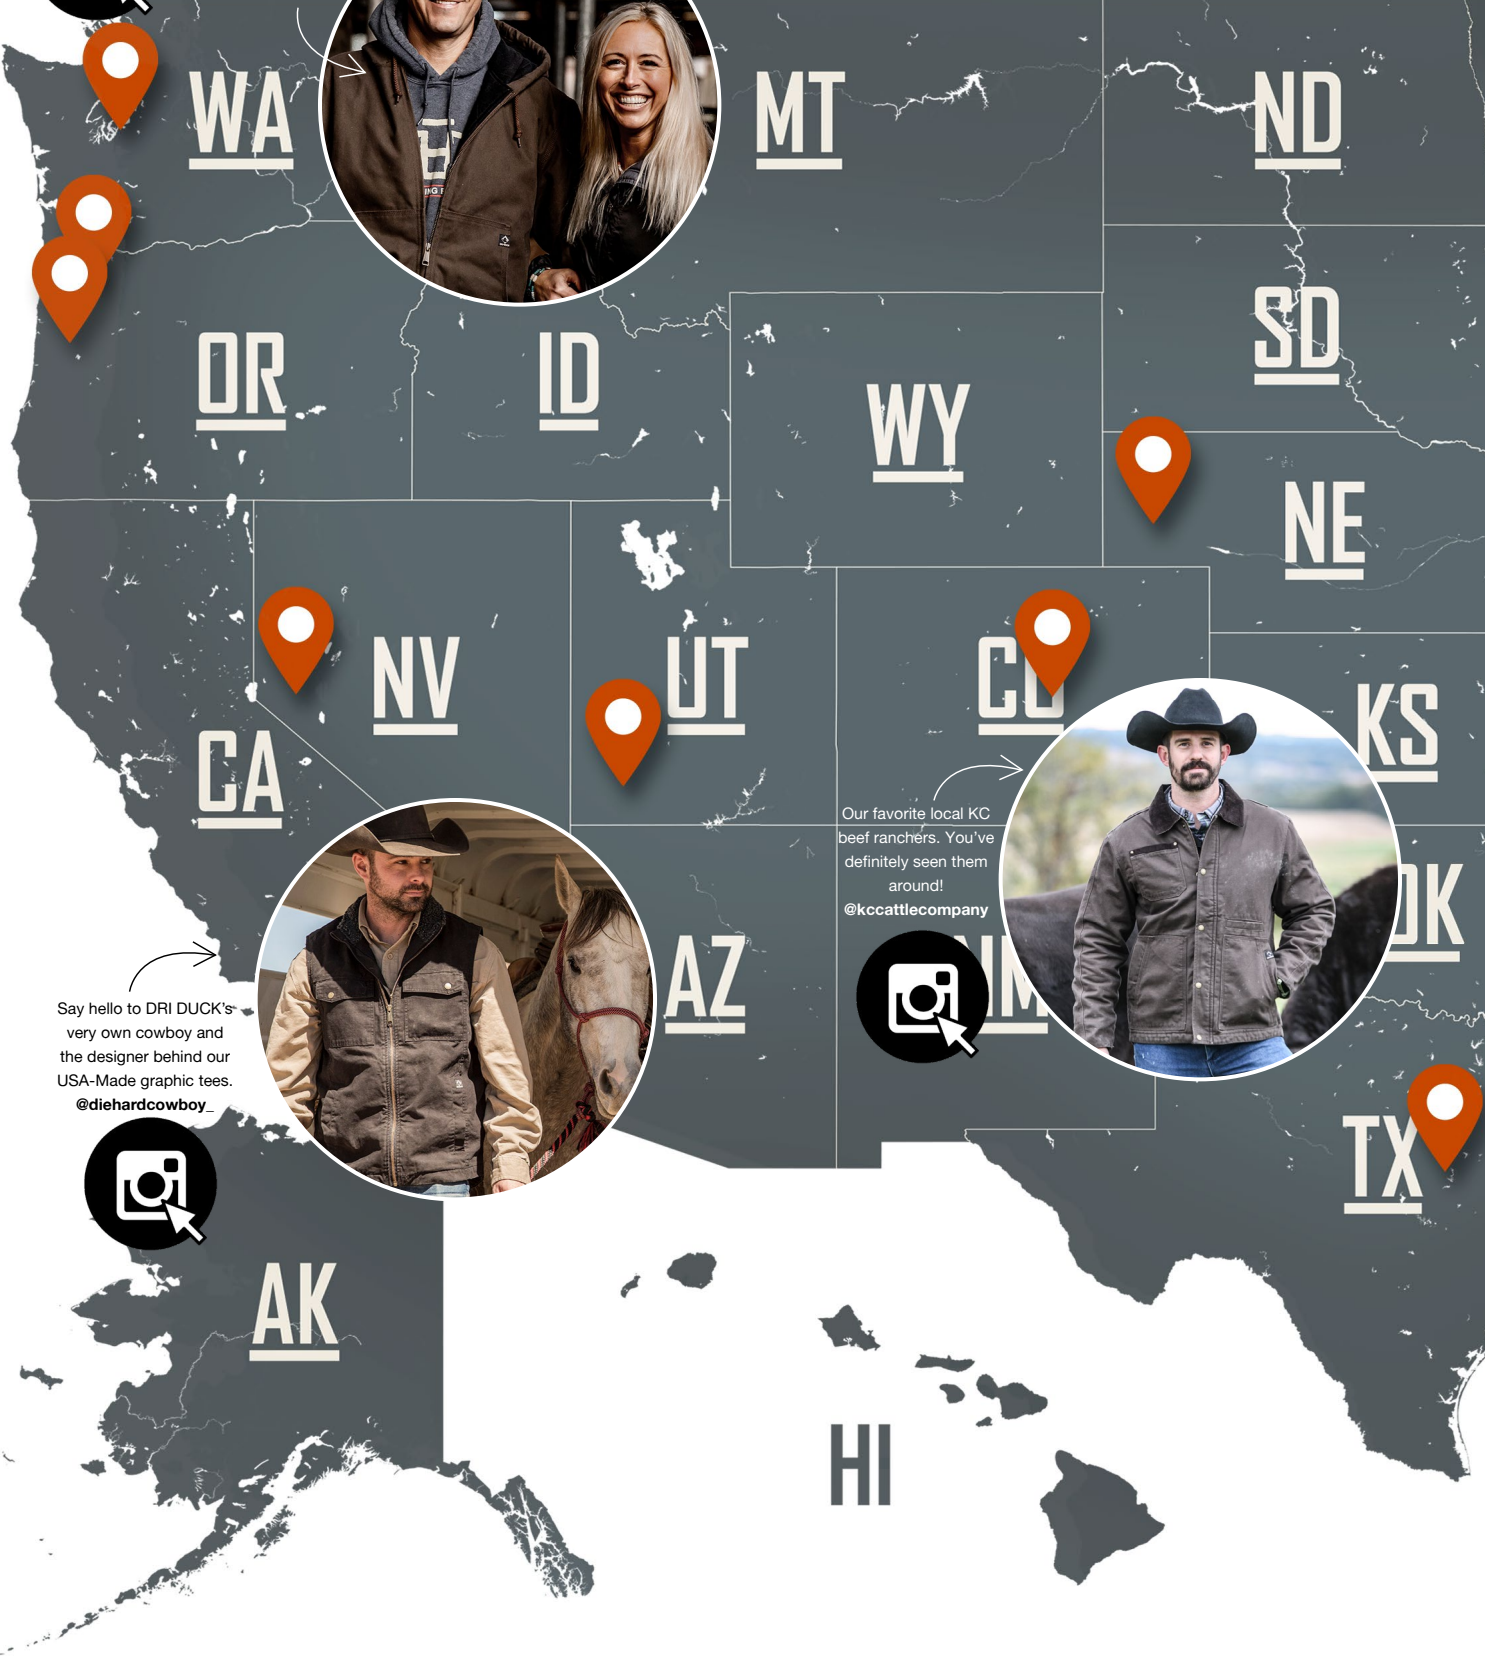 WA
MT
ND
OR
ID
SD
WY
NE
NV
UT
CO
KS
CA
Our favorite local KC
beef ranchers. You've
definitely seen them
around!
@kccattlecompany
OK
AZ
NM
Say hello to DRI DUCK's
very own cowboy and
the designer behind our
USA-Made graphic tees.
@diehardcowboy_
TX
AK
HI